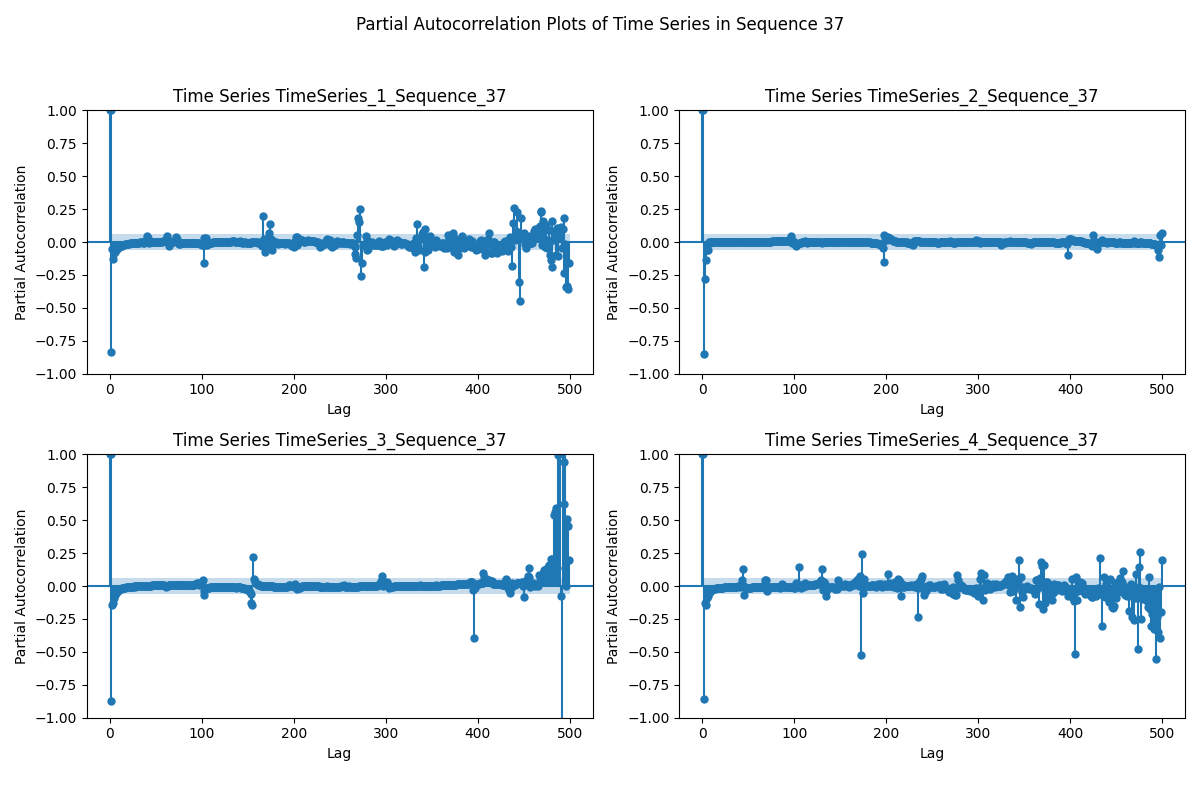 Partial Autocorrelation Plots of Time Series in Sequence 37
Time Series TimeSeries_1_Sequence_37
1.00
0.75
0.50
0.25
0.00
−0.25
−0.50
−0.75
−1.00
Partial Autocorrelation
0 100 200 300 400 500
Lag
Time Series TimeSeries_2_Sequence_37
1.00
0.75
0.50
0.25
0.00
−0.25
−0.50
−0.75
−1.00
Partial Autocorrelation
0 100 200 300 400 500
Lag
Time Series TimeSeries_3_Sequence_37
1.00
0.75
0.50
0.25
0.00
−0.25
−0.50
−0.75
−1.00
Partial Autocorrelation
0 100 200 300 400 500
Lag
Time Series TimeSeries_4_Sequence_37
1.00
0.75
0.50
0.25
0.00
−0.25
−0.50
−0.75
−1.00
Partial Autocorrelation
0 100 200 300 400 500
Lag